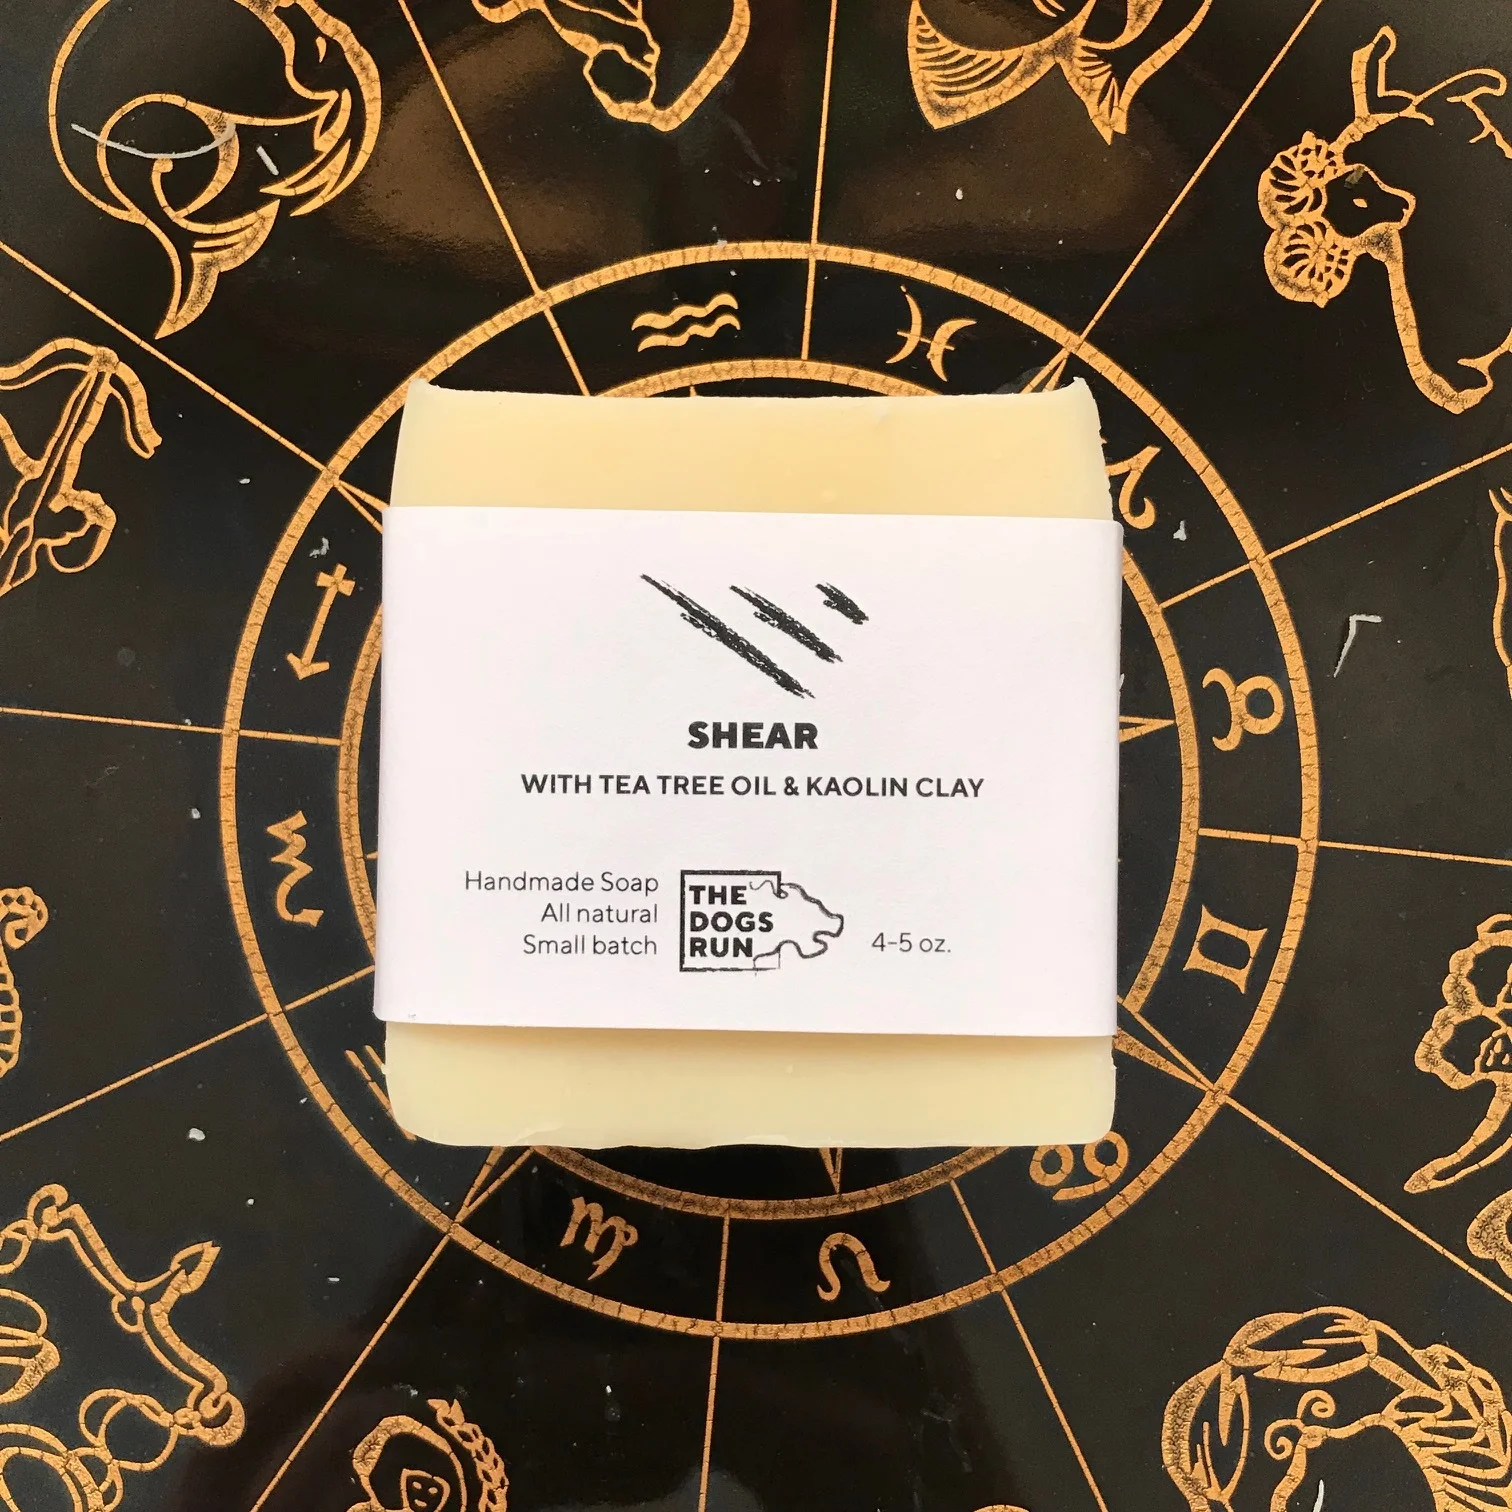 SHEAR
WITH TEA TREE OIL & KAOLIN CLAY
Handmade Soap
All natural
Small batch
THE
DOGS
RUN
4-5 oz.